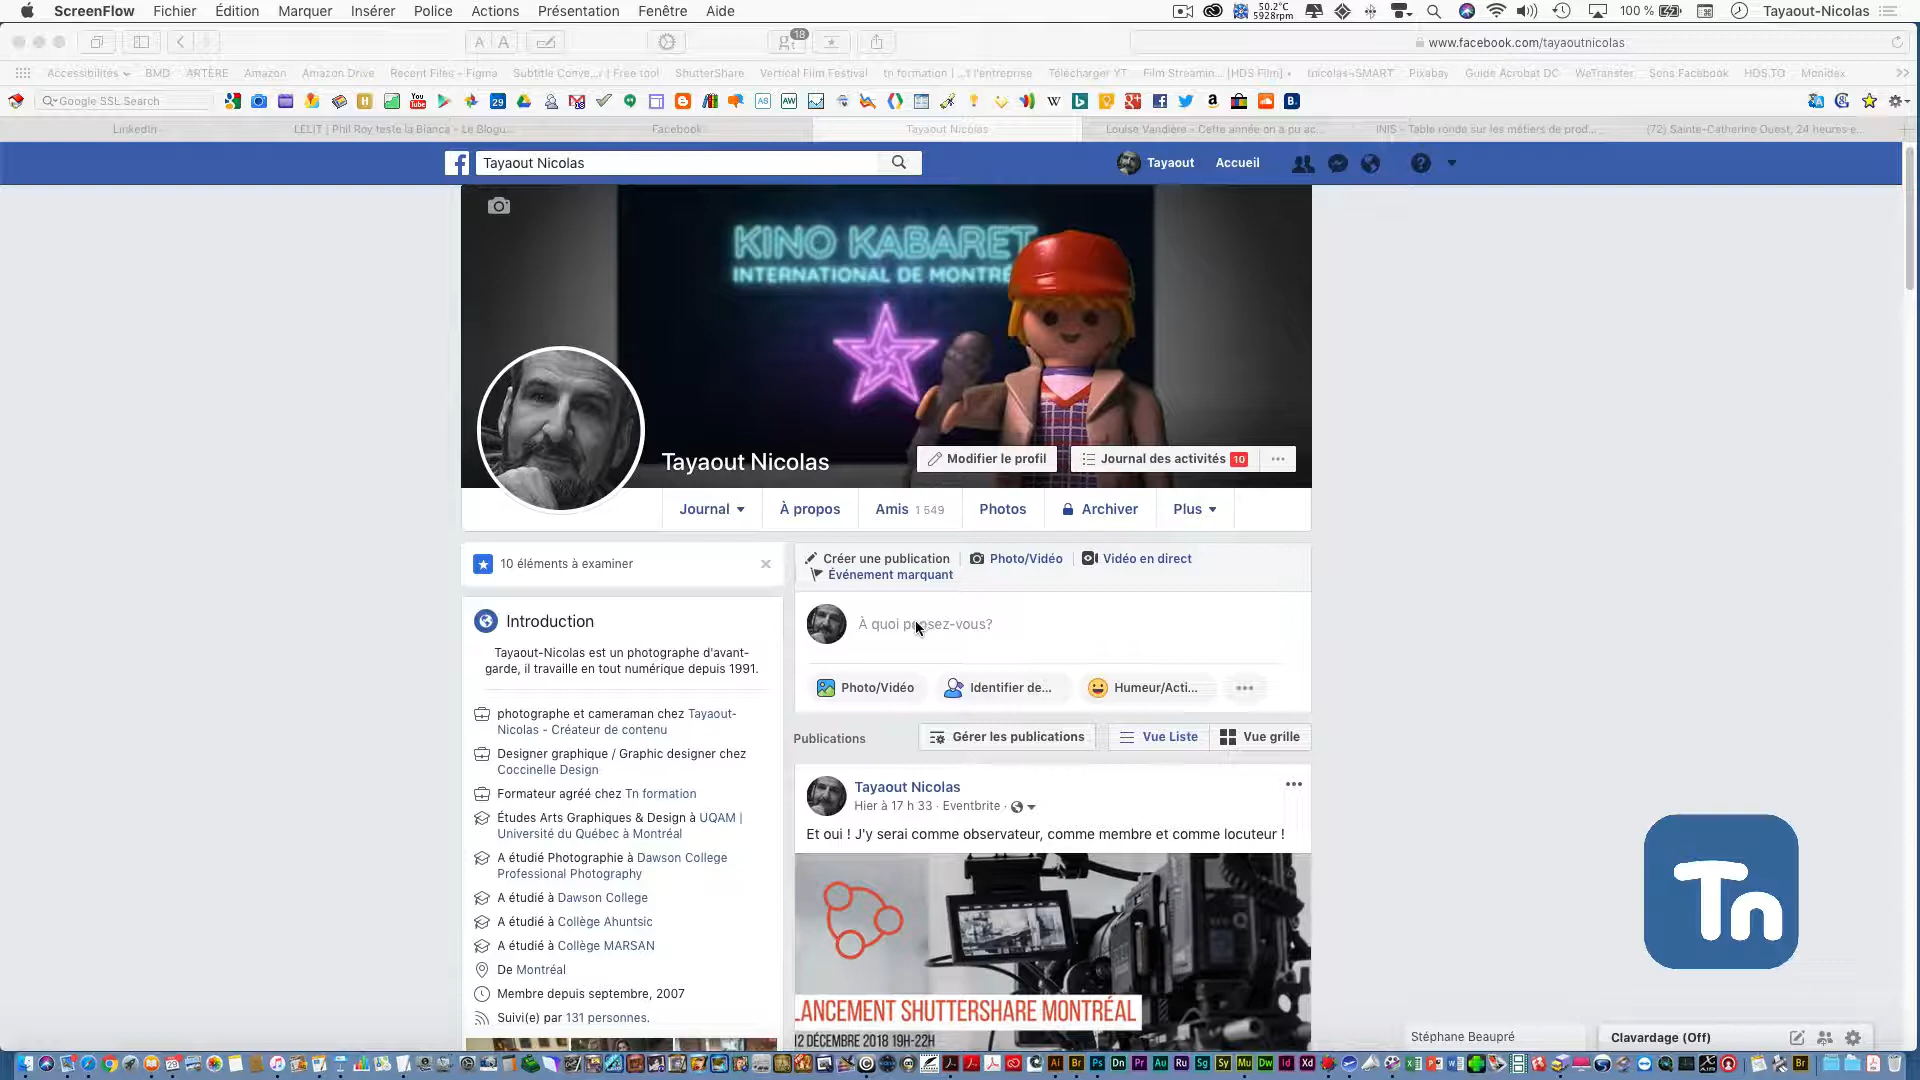 ScreenFlow Fichier Édition Marquer Insérer Police Actions Présentation Fenêtre Aide
50.2°C
5928rpm
100 %
Tayaout-Nicolas
A A
18
www.facebook.com/tayaoutnicolas
Accessibilités BMD ARTÈRE Amazon Amazon Drive Recent Files – Figma Subtitle Conve...r | Free tool ShutterShare Vertical Film Festival tn formation | ...t l'entreprise Télécharger YT Film Streamin... [HDS Film] Pixabay Guide Acrobat DC WeTransfer Sons Facebook HDS.TO Monidex
Google SSL Search
LinkedIn
LELIT | Phil Roy teste la Bianca - Le Blogu...
Facebook
Tayaout Nicolas
Louise Vandière - Cette année on a pu ac...
INIS - Table ronde sur les métiers de prod...
(72) Sainte-Catherine Ouest, 24 heures e...
Tayaout Nicolas
Tayaout Accueil
KINO KABARET
INTERNATIONAL DE MONTRÉ
Tayaout Nicolas
Modifier le profil
Journal des activités 10
Journal À propos Amis 1 549 Photos Archiver Plus
10 éléments à examiner
Introduction
Tayaout-Nicolas est un photographe d'avant-
garde, il travaille en tout numérique depuis 1991.
photographe et cameraman chez Tayaout-
Nicolas - Créateur de contenu
Designer graphique / Graphic designer chez
Coccinelle Design
Formateur agréé chez Tn formation
Études Arts Graphiques & Design à UQAM |
Université du Québec à Montréal
A étudié Photographie à Dawson College
Professional Photography
A étudié à Dawson College
A étudié à Collège Ahuntsic
A étudié à Collège MARSAN
De Montréal
Membre depuis septembre, 2007
Suivi(e) par 131 personnes.
Créer une publication Photo/Vidéo Vidéo en direct
Événement marquant
À quoi pensez-vous?
Photo/Vidéo Identifier de... Humeur/Acti...
Publications
Gérer les publications
Vue Liste
Vue grille
Tayaout Nicolas
Hier à 17 h 33 · Eventbrite ·
Et oui ! J'y serai comme observateur, comme membre et comme locuteur !
LANCEMENT SHUTTERSHARE MONTRÉAL
12 DÉCEMBRE 2018 19H-22H
Tn
Stéphane Beaupré
Clavardage (Off)